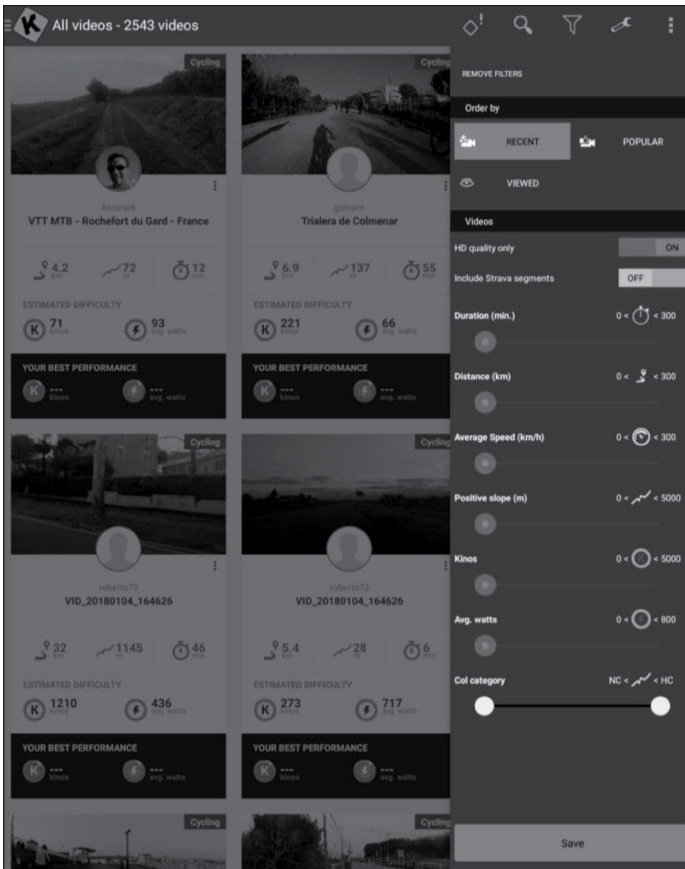 K All videos - 2543 videos
Cycling
Alcorack
VTT MTB - Rochefort du Gard - France
4.2 km
72 m
12 min
ESTIMATED DIFFICULTY
K 71 kinos
93 avg. watts
YOUR BEST PERFORMANCE
K --- kinos
--- avg. watts
Cycling
gorcam
Trialera de Colmenar
6.9 km
137 m
55 min
ESTIMATED DIFFICULTY
K 221 kinos
66 avg. watts
YOUR BEST PERFORMANCE
K --- kinos
--- avg. watts
Cycling
roberto73
VID_20180104_164626
32 km
1145 m
46 min
ESTIMATED DIFFICULTY
K 1210 kinos
436 avg. watts
YOUR BEST PERFORMANCE
K --- kinos
--- avg. watts
Cycling
roberto73
VID_20180104_164626
5.4 km
28 m
6 min
ESTIMATED DIFFICULTY
K 273 kinos
717 avg. watts
YOUR BEST PERFORMANCE
K --- kinos
--- avg. watts
Cycling
Cycling
REMOVE FILTERS
Order by
RECENT
POPULAR
VIEWED
Videos
HD quality only ON
Include Strava segments OFF
Duration (min.) 0 < < 300
Distance (km) 0 < < 300
Average Speed (km/h) 0 < < 300
Positive slope (m) 0 < < 5000
Kinos 0 < K < 5000
Avg. watts 0 < < 800
Col category NC < < HC
Save